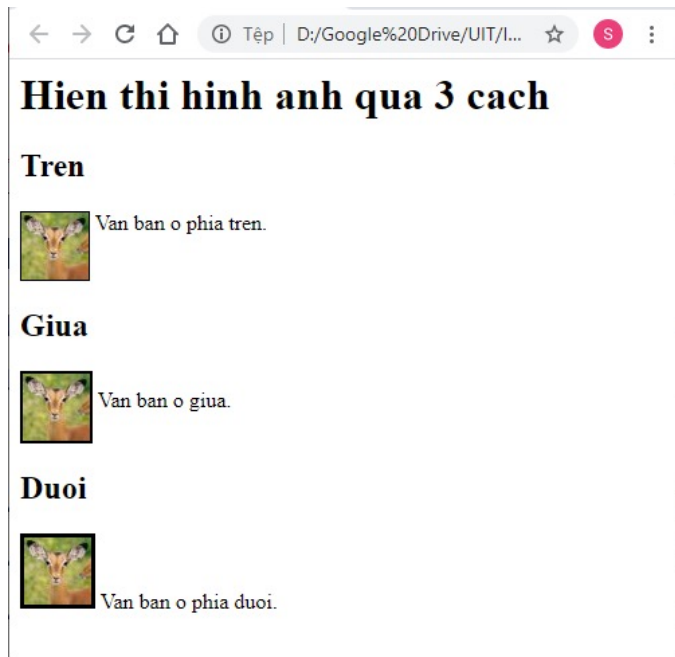 Tệp D:/Google%20Drive/UIT/I... S
Hien thi hinh anh qua 3 cach
Tren
Van ban o phia tren.
Giua
Van ban o giua.
Duoi
Van ban o phia duoi.